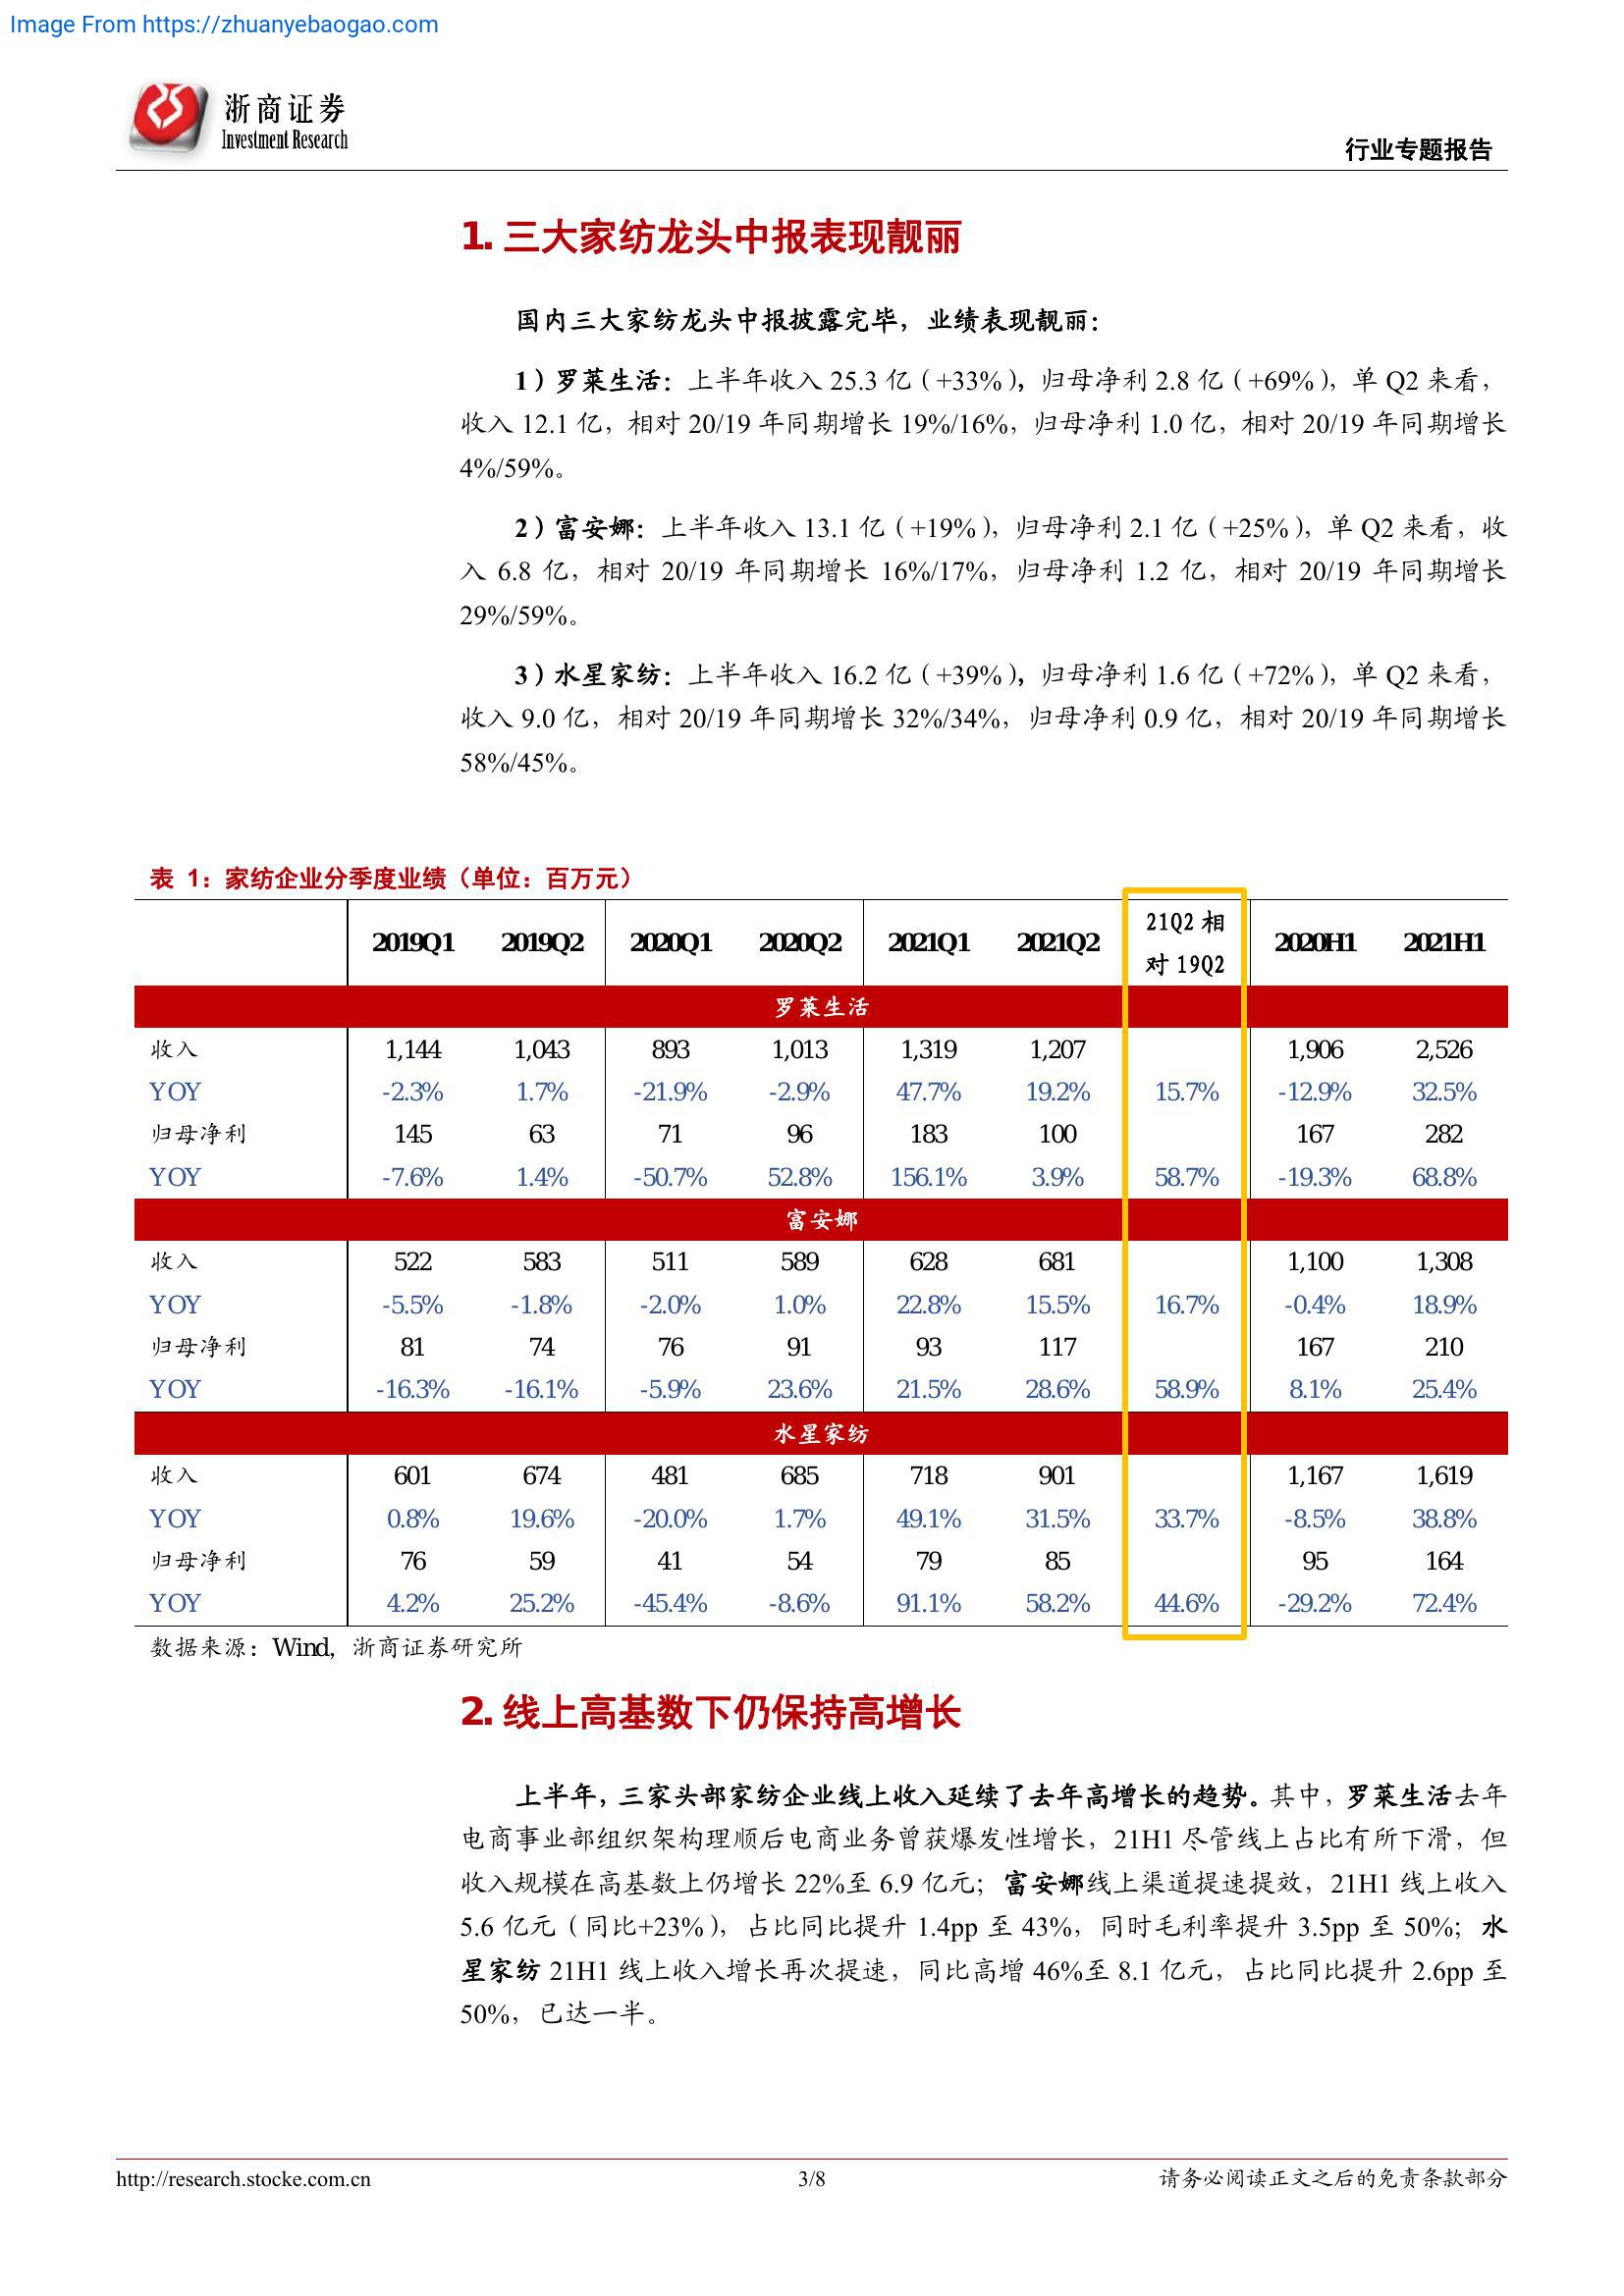 Image From https://zhuanyebaogao.com
浙商证券
Investment Research
行业专题报告
1. 三大家纺龙头中报表现靓丽
国内三大家纺龙头中报披露完毕，业绩表现靓丽：
1）罗莱生活：上半年收入 25.3 亿（+33%），归母净利 2.8 亿（+69%），单 Q2 来看，
收入 12.1 亿，相对 20/19 年同期增长 19%/16%，归母净利 1.0 亿，相对 20/19 年同期增长
4%/59%。
2）富安娜：上半年收入 13.1 亿（+19%），归母净利 2.1 亿（+25%），单 Q2 来看，收
入 6.8 亿，相对 20/19 年同期增长 16%/17%，归母净利 1.2 亿，相对 20/19 年同期增长
29%/59%。
3）水星家纺：上半年收入 16.2 亿（+39%），归母净利 1.6 亿（+72%），单 Q2 来看，
收入 9.0 亿，相对 20/19 年同期增长 32%/34%，归母净利 0.9 亿，相对 20/19 年同期增长
58%/45%。
表 1：家纺企业分季度业绩（单位：百万元）
2019Q1 2019Q2 2020Q1 2020Q2 2021Q1 2021Q2 21Q2 相对 19Q2 2020H1 2021H1
罗莱生活
收入 1,144 1,043 893 1,013 1,319 1,207 1,906 2,526
YOY -2.3% 1.7% -21.9% -2.9% 47.7% 19.2% 15.7% -12.9% 32.5%
归母净利 145 63 71 96 183 100 167 282
YOY -7.6% 1.4% -50.7% 52.8% 156.1% 3.9% 58.7% -19.3% 68.8%
富安娜
收入 522 583 511 589 628 681 1,100 1,308
YOY -5.5% -1.8% -2.0% 1.0% 22.8% 15.5% 16.7% -0.4% 18.9%
归母净利 81 74 76 91 93 117 167 210
YOY -16.3% -16.1% -5.9% 23.6% 21.5% 28.6% 58.9% 8.1% 25.4%
水星家纺
收入 601 674 481 685 718 901 1,167 1,619
YOY 0.8% 19.6% -20.0% 1.7% 49.1% 31.5% 33.7% -8.5% 38.8%
归母净利 76 59 41 54 79 85 95 164
YOY 4.2% 25.2% -45.4% -8.6% 91.1% 58.2% 44.6% -29.2% 72.4%
数据来源：Wind，浙商证券研究所
2. 线上高基数下仍保持高增长
上半年，三家头部家纺企业线上收入延续了去年高增长的趋势。其中，罗莱生活去年
电商事业部组织架构理顺后电商业务曾获爆发性增长，21H1 尽管线上占比有所下滑，但
收入规模在高基数上仍增长 22%至 6.9 亿元；富安娜线上渠道提速提效，21H1 线上收入
5.6 亿元（同比+23%），占比同比提升 1.4pp 至 43%，同时毛利率提升 3.5pp 至 50%；水
星家纺 21H1 线上收入增长再次提速，同比高增 46%至 8.1 亿元，占比同比提升 2.6pp 至
50%，已达一半。
http://research.stocke.com.cn 3/8 请务必阅读正文之后的免责条款部分